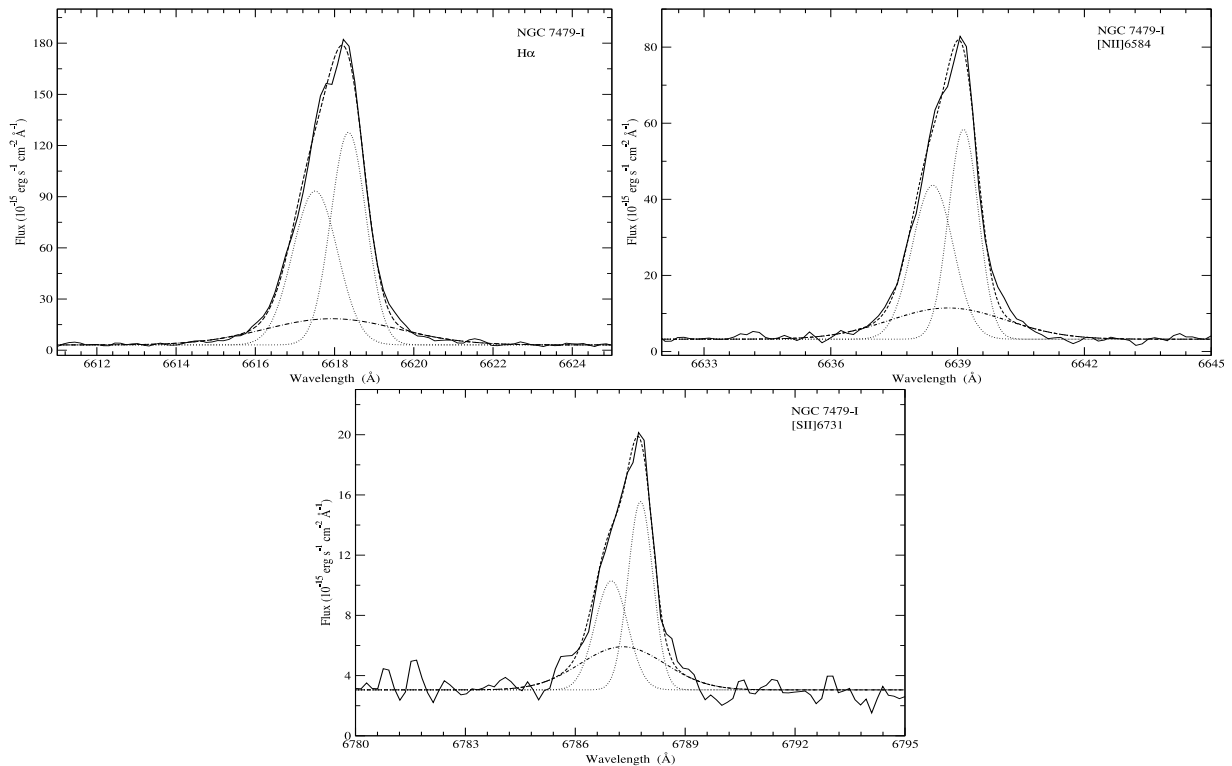 NGC 7479-I
Hα
Flux (10⁻¹⁵ erg s⁻¹ cm⁻² Å⁻¹)
180
150
120
90
60
30
0
6612 6614 6616 6618 6620 6622 6624
Wavelength (Å)
NGC 7479-I
[NII]6584
Flux (10⁻¹⁵ erg s⁻¹ cm⁻² Å⁻¹)
80
60
40
20
0
6633 6636 6639 6642 6645
Wavelength (Å)
NGC 7479-I
[SII]6731
Flux (10⁻¹⁵ erg s⁻¹ cm⁻² Å⁻¹)
20
16
12
8
4
0
6780 6783 6786 6789 6792 6795
Wavelength (Å)